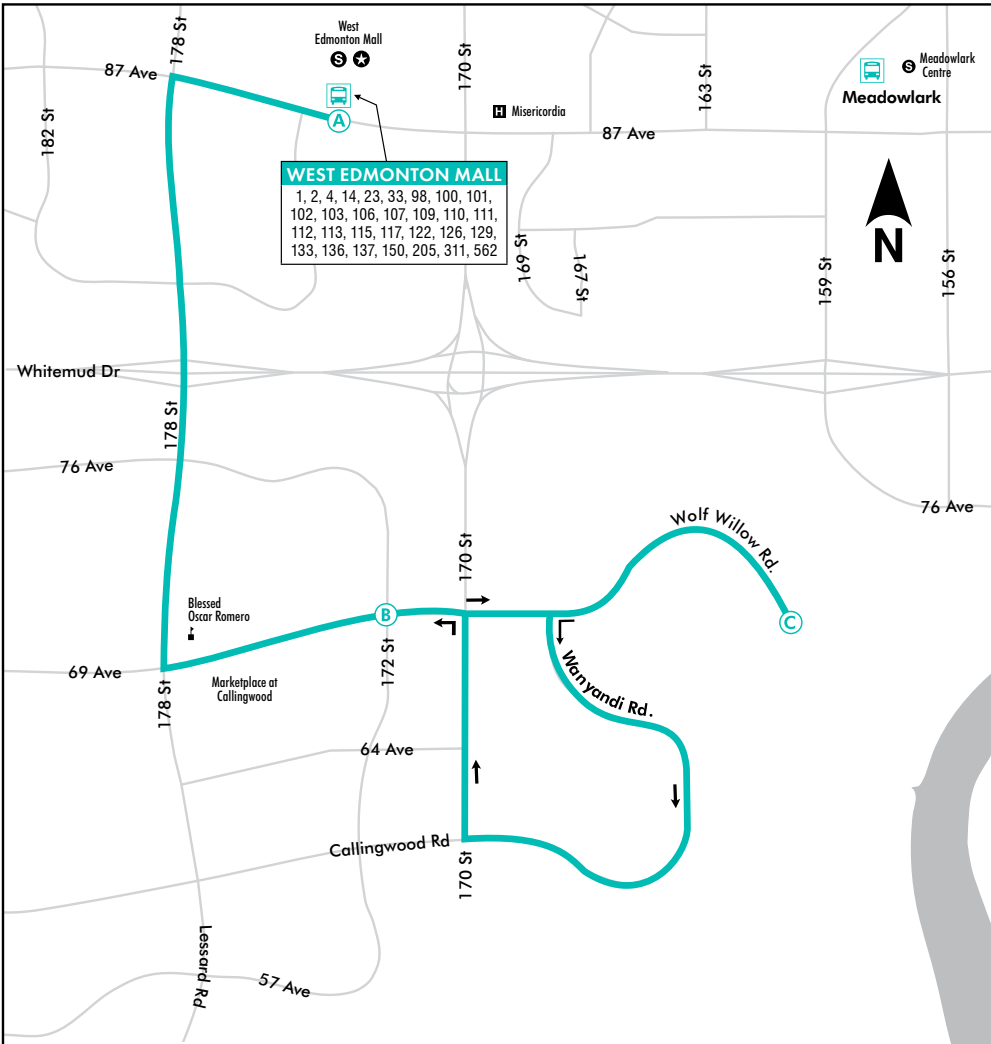 178 St
West
Edmonton Mall
S
170 St
87 Ave
182 St
A
H Misericordia
163 St
87 Ave
S Meadowlark
Centre
Meadowlark
WEST EDMONTON MALL
1, 2, 4, 14, 23, 33, 98, 100, 101,
102, 103, 106, 107, 109, 110, 111,
112, 113, 115, 117, 122, 126, 129,
133, 136, 137, 150, 205, 311, 562
N
169 St
167 St
159 St
156 St
Whitemud Dr
178 St
76 Ave
76 Ave
Wolf Willow Rd.
170 St
Blessed
Oscar Romero
B
C
69 Ave
178 St
Marketplace at
Callingwood
172 St
Wanyandi Rd.
64 Ave
Callingwood Rd
170 St
Lessard Rd
57 Ave